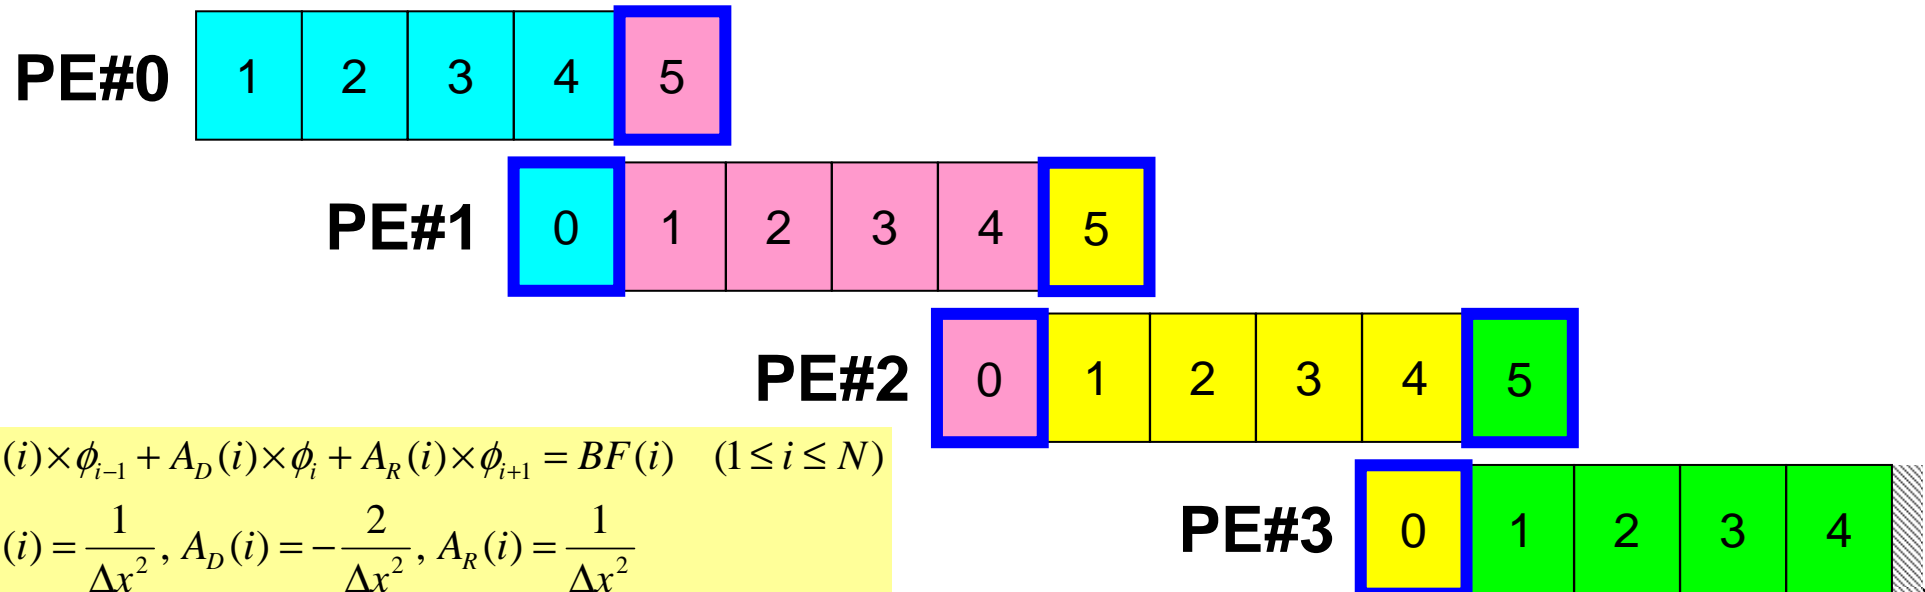 PE#0 1 2 3 4 5
PE#1 0 1 2 3 4 5
PE#2 0 1 2 3 4 5
(i)×ϕ_{i−1} + A_D(i)×ϕ_i + A_R(i)×ϕ_{i+1} = BF(i) (1 ≤ i ≤ N)
PE#3 0 1 2 3 4
(i) = 1/Δx², A_D(i) = −2/Δx², A_R(i) = 1/Δx²